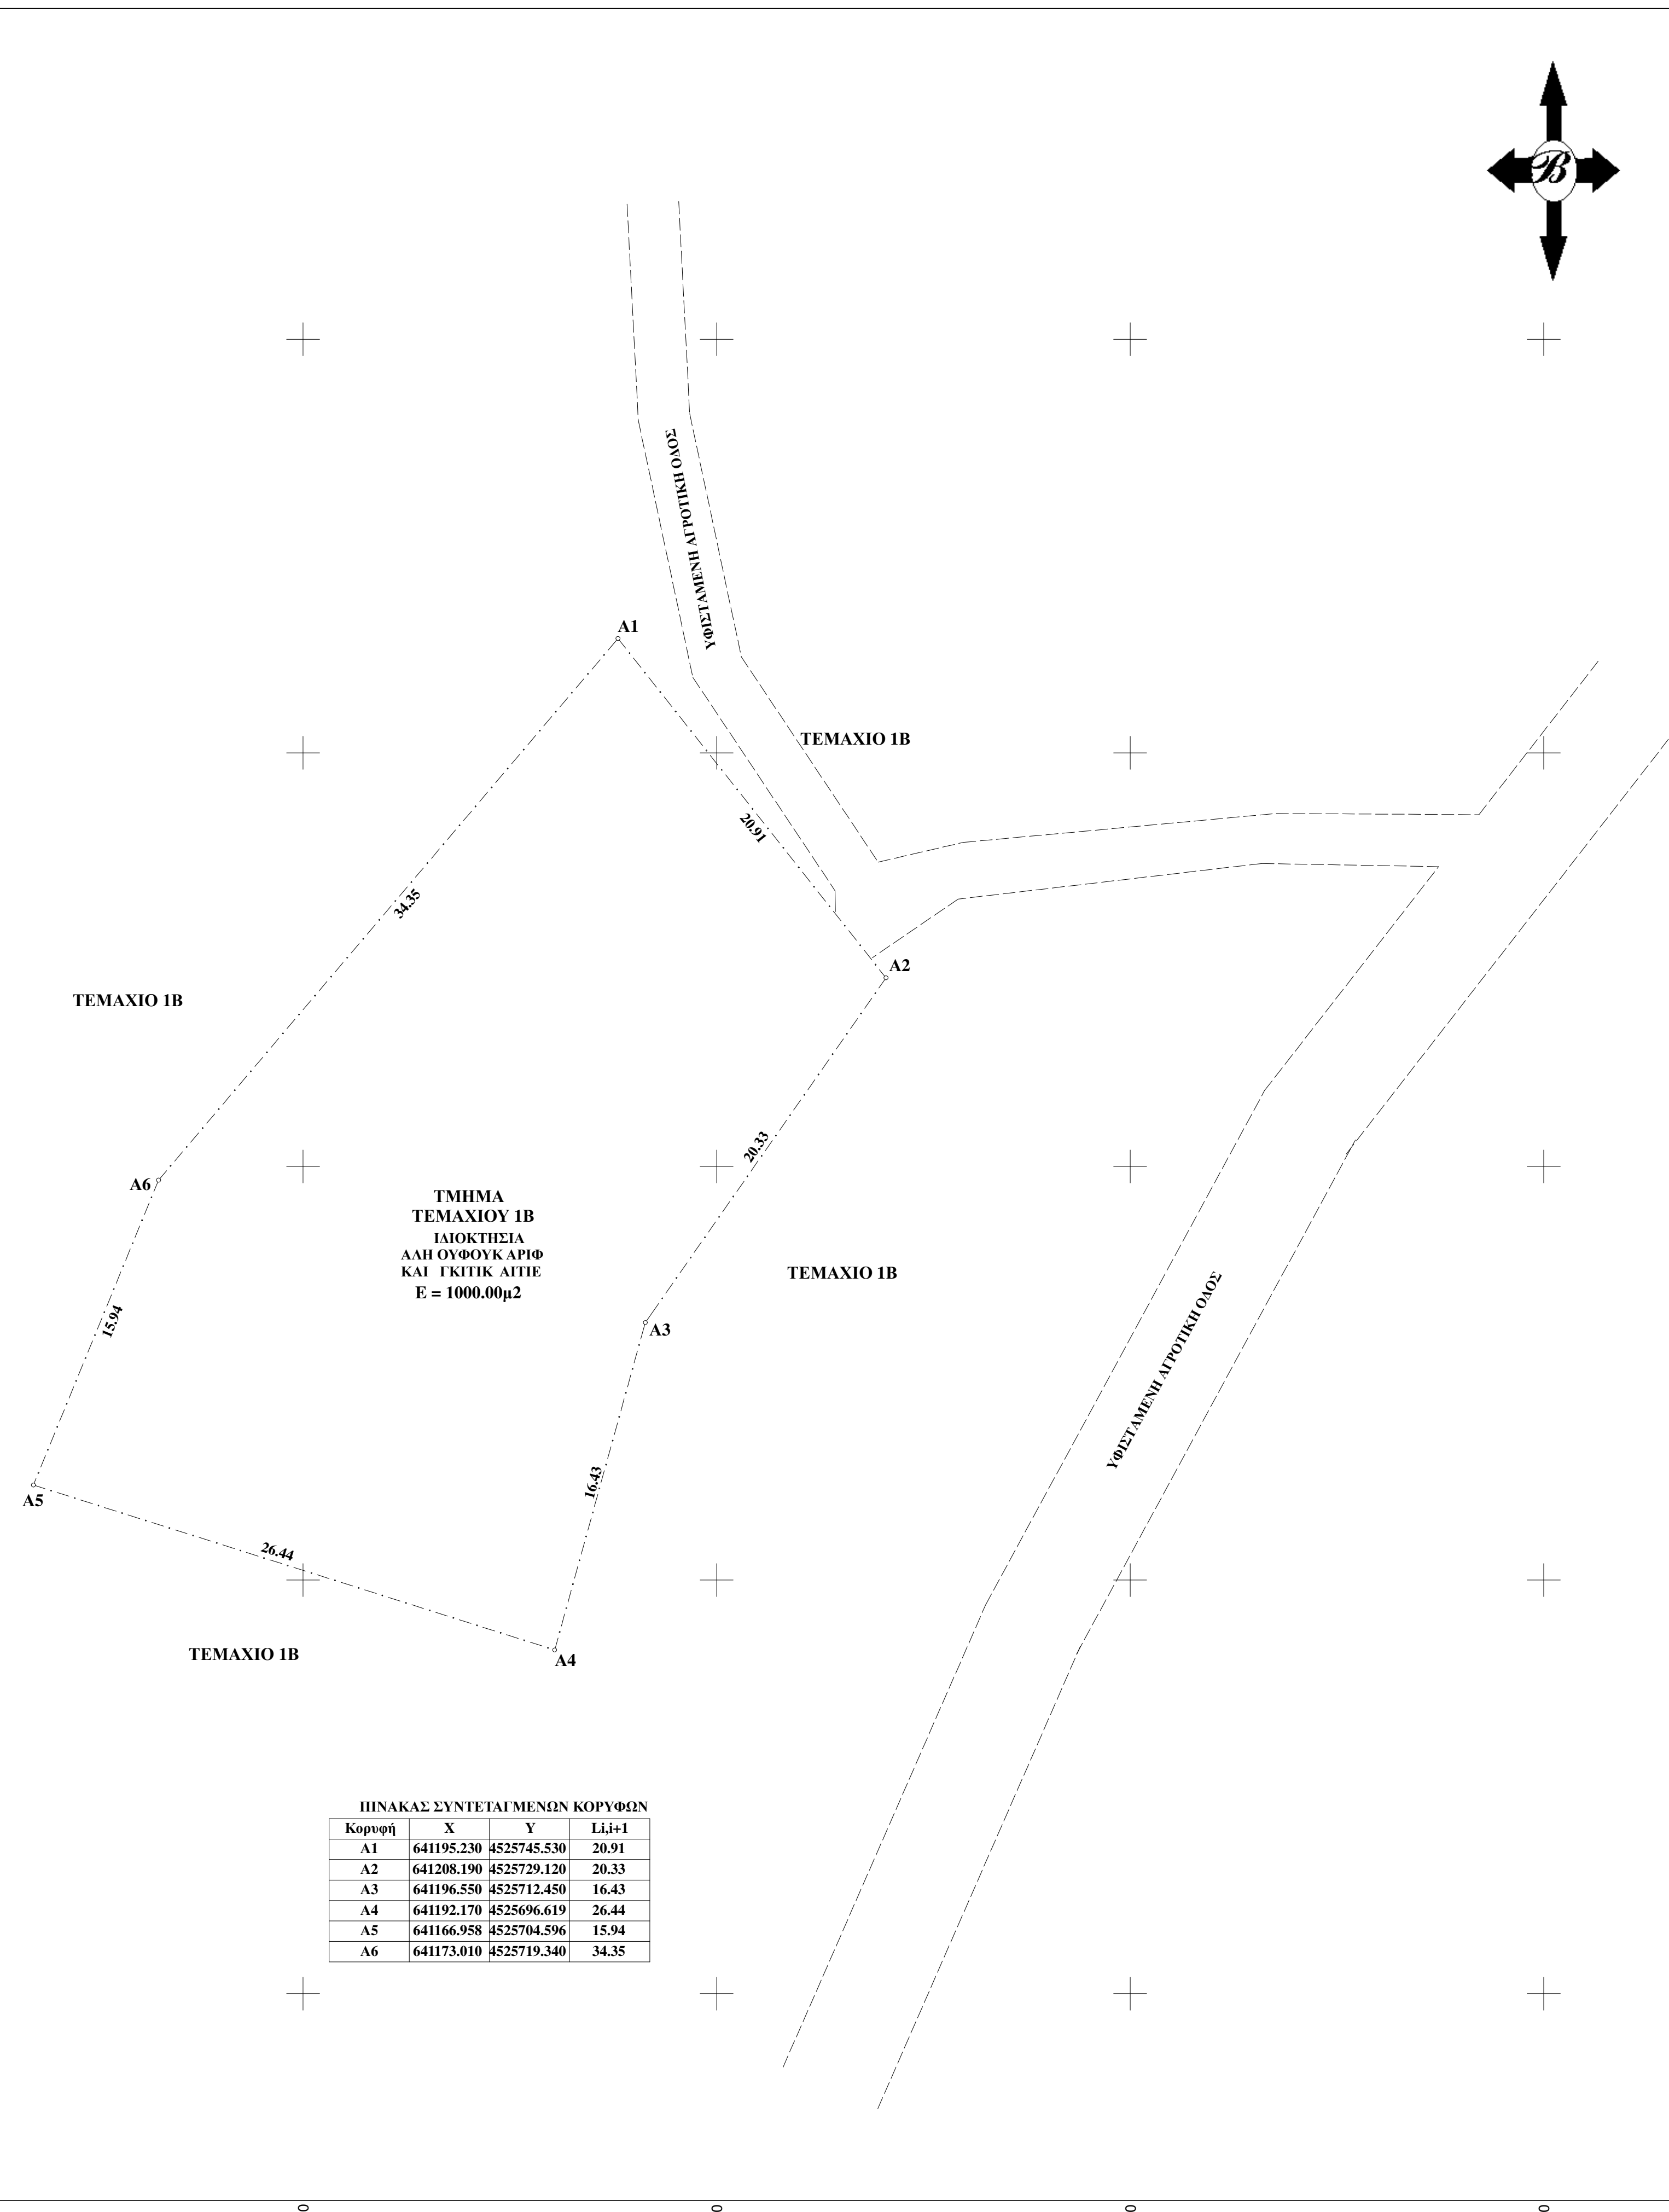 B
ΥΦΙΣΤΑΜΕΝΗ ΑΓΡΟΤΙΚΗ ΟΔΟΣ
A1
ΤΕΜΑΧΙΟ 1Β
20.91
34.35
A2
ΤΕΜΑΧΙΟ 1Β
20.33
A6
ΤΜΗΜΑ
ΤΕΜΑΧΙΟΥ 1Β
ΙΔΙΟΚΤΗΣΙΑ
ΑΛΗ ΟΥΦΟΥΚ ΑΡΙΦ
ΚΑΙ ΓΚΙΤΙΚ ΑΙΤΙΕ
Ε = 1000.00μ2
ΤΕΜΑΧΙΟ 1Β
15.94
A3
ΥΦΙΣΤΑΜΕΝΗ ΑΓΡΟΤΙΚΗ ΟΔΟΣ
16.43
A5
26.44
ΤΕΜΑΧΙΟ 1Β
A4
ΠΙΝΑΚΑΣ ΣΥΝΤΕΤΑΓΜΕΝΩΝ ΚΟΡΥΦΩΝ
Κορυφή X Y Li,i+1
A1 641195.230 4525745.530 20.91
A2 641208.190 4525729.120 20.33
A3 641196.550 4525712.450 16.43
A4 641192.170 4525696.619 26.44
A5 641166.958 4525704.596 15.94
A6 641173.010 4525719.340 34.35
0 0 0 0